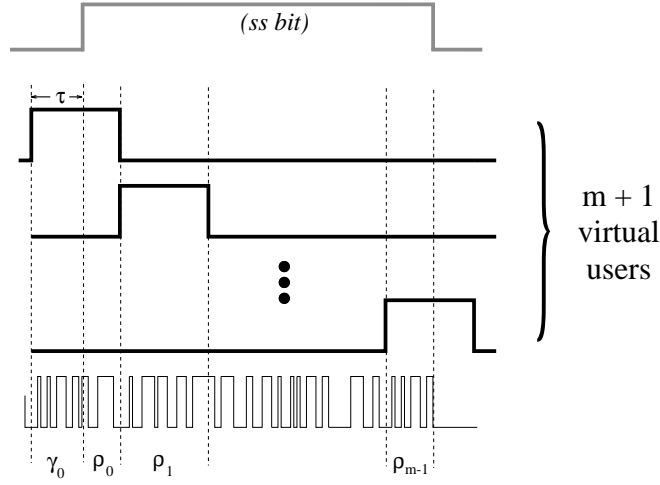 (ss bit)
τ
m + 1
virtual
users
γ₀ ρ₀ ρ₁ ρₘ₋₁